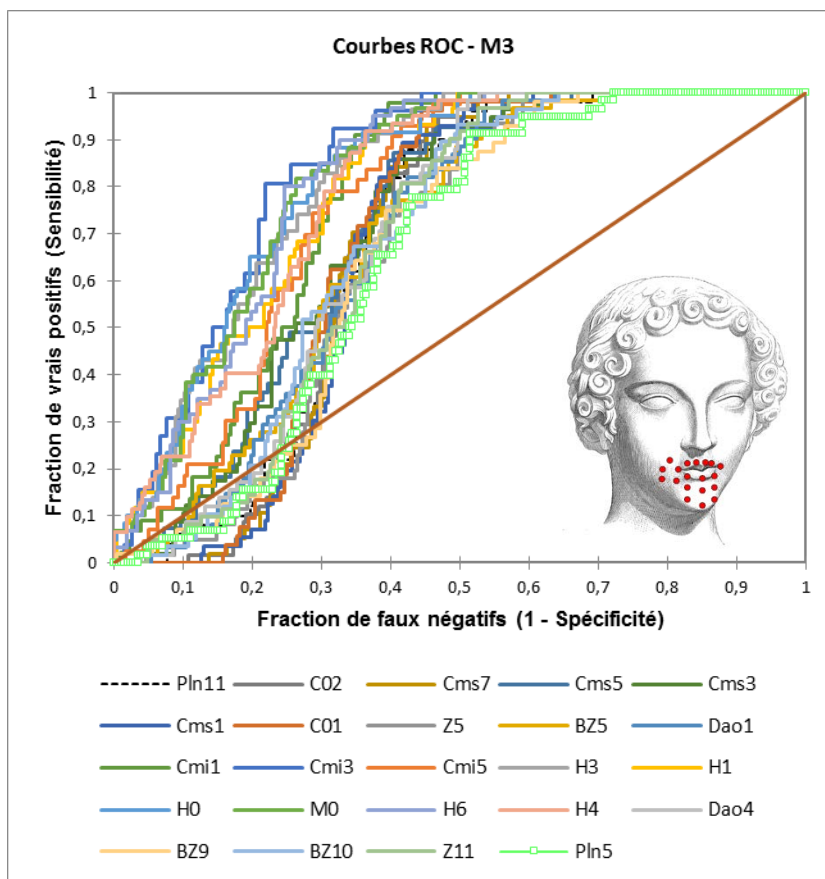 Courbes ROC - M3
Fraction de vrais positifs (Sensibilité)
1
0,9
0,8
0,7
0,6
0,5
0,4
0,3
0,2
0,1
0
0 0,1 0,2 0,3 0,4 0,5 0,6 0,7 0,8 0,9 1
Fraction de faux négatifs (1 - Spécificité)
Pln11 C02 Cms7 Cms5 Cms3
Cms1 C01 Z5 BZ5 Dao1
Cmi1 Cmi3 Cmi5 H3 H1
H0 M0 H6 H4 Dao4
BZ9 BZ10 Z11 Pln5